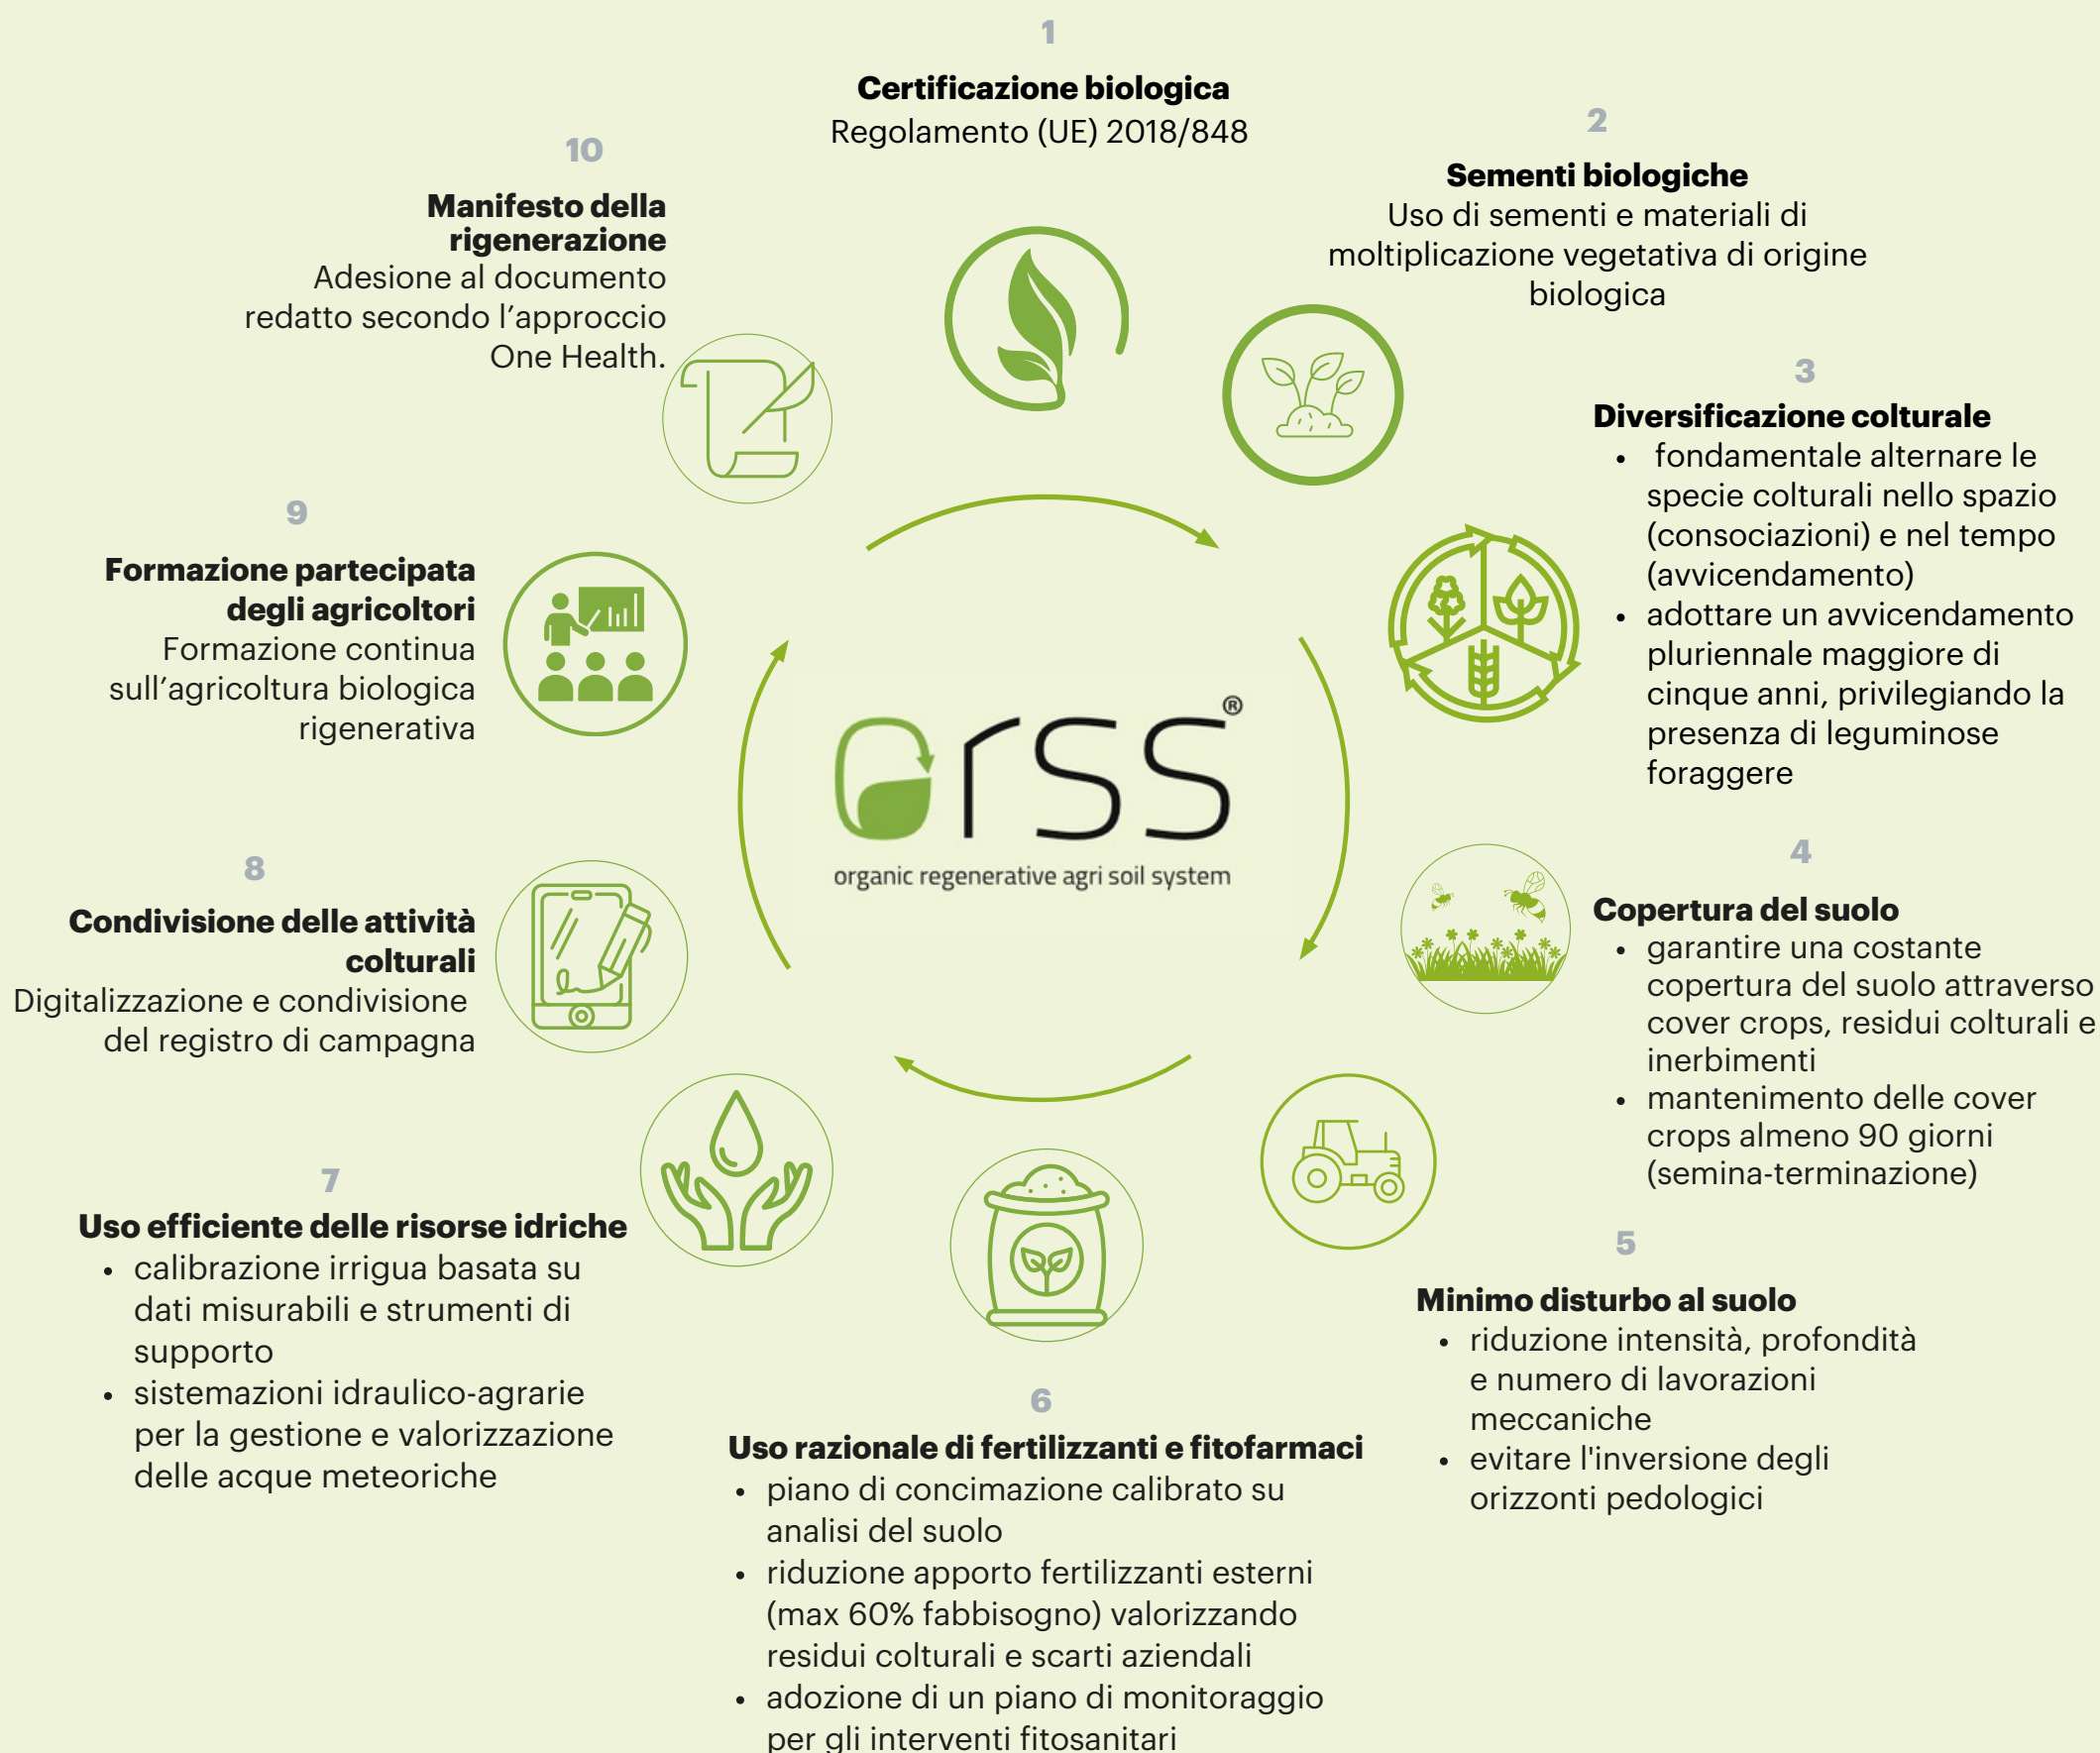 1
Certificazione biologica
Regolamento (UE) 2018/848
2
Sementi biologiche
Uso di sementi e materiali di
moltiplicazione vegetativa di origine
biologica
3
Diversificazione colturale
• fondamentale alternare le
specie colturali nello spazio
(consociazioni) e nel tempo
(avvicendamento)
• adottare un avvicendamento
pluriennale maggiore di
cinque anni, privilegiando la
presenza di leguminose
foraggere
4
Copertura del suolo
• garantire una costante
copertura del suolo attraverso
cover crops, residui colturali e
inerbimenti
• mantenimento delle cover
crops almeno 90 giorni
(semina-terminazione)
5
Minimo disturbo al suolo
• riduzione intensità, profondità
e numero di lavorazioni
meccaniche
• evitare l'inversione degli
orizzonti pedologici
6
Uso razionale di fertilizzanti e fitofarmaci
• piano di concimazione calibrato su
analisi del suolo
• riduzione apporto fertilizzanti esterni
(max 60% fabbisogno) valorizzando
residui colturali e scarti aziendali
• adozione di un piano di monitoraggio
per gli interventi fitosanitari
7
Uso efficiente delle risorse idriche
• calibrazione irrigua basata su
dati misurabili e strumenti di
supporto
• sistemazioni idraulico-agrarie
per la gestione e valorizzazione
delle acque meteoriche
8
Condivisione delle attività
colturali
Digitalizzazione e condivisione
del registro di campagna
9
Formazione partecipata
degli agricoltori
Formazione continua
sull’agricoltura biologica
rigenerativa
10
Manifesto della
rigenerazione
Adesione al documento
redatto secondo l’approccio
One Health.
orss®
organic regenerative agri soil system